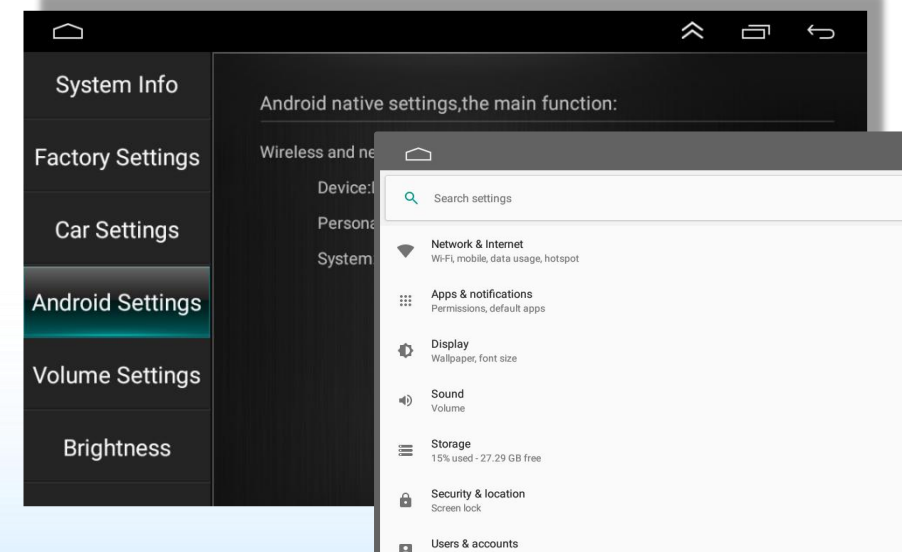 System Info
Factory Settings
Car Settings
Android Settings
Volume Settings
Brightness
Android native settings,the main function:
Wireless and ne
Device:
Persona
System
Search settings
Network & Internet
Wi-Fi, mobile, data usage, hotspot
Apps & notifications
Permissions, default apps
Display
Wallpaper, font size
Sound
Volume
Storage
15% used - 27.29 GB free
Security & location
Screen lock
Users & accounts